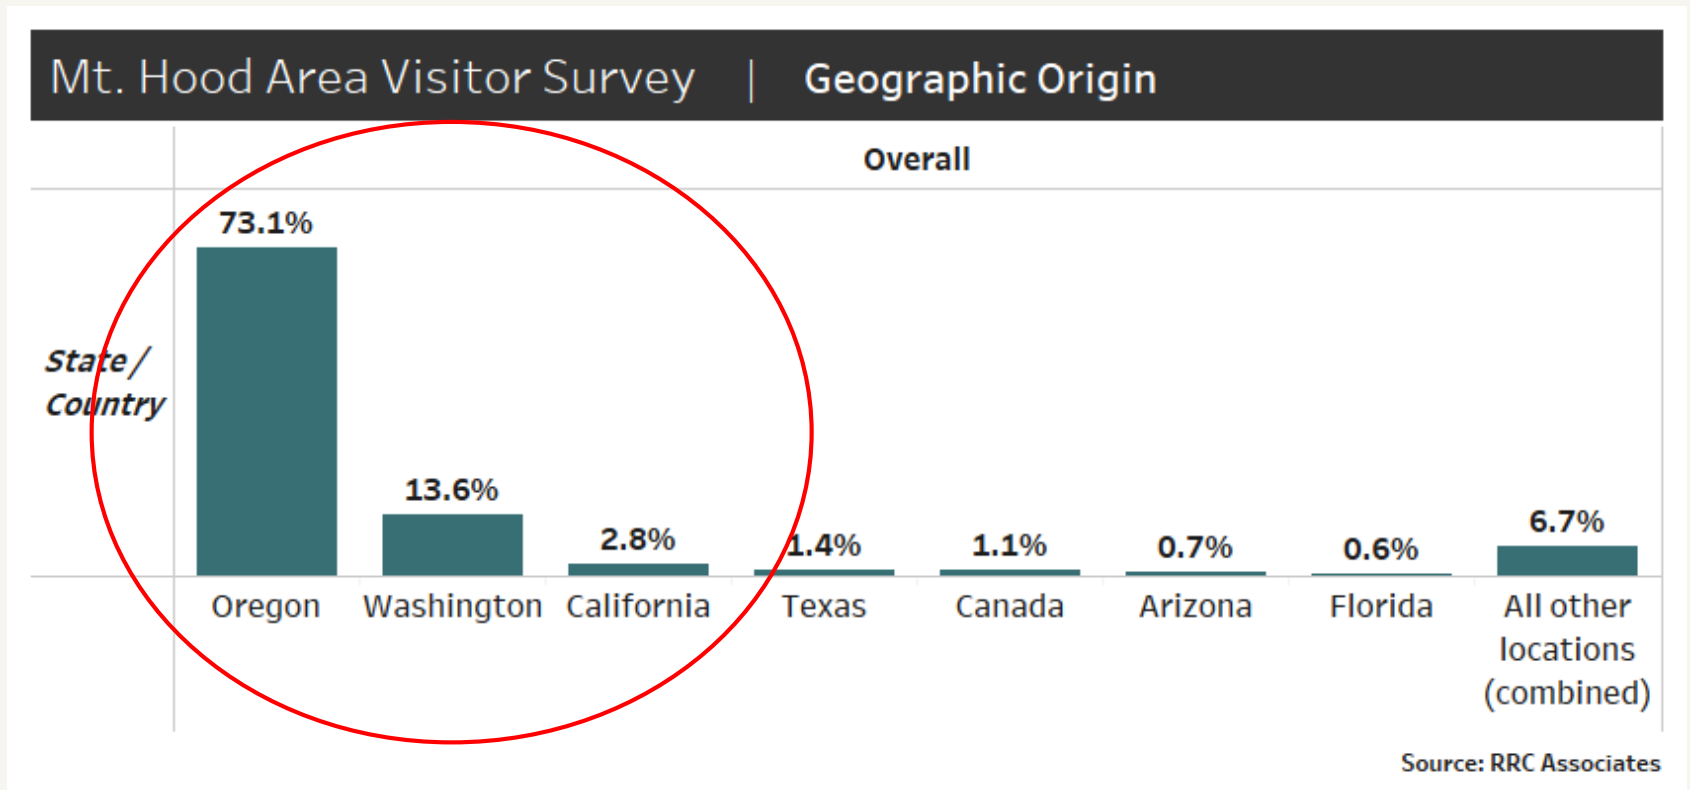 Mt. Hood Area Visitor Survey | Geographic Origin
Overall
State /
Country
73.1%
13.6%
2.8%
1.4%
1.1%
0.7%
0.6%
6.7%
Oregon
Washington
California
Texas
Canada
Arizona
Florida
All other
locations
(combined)
Source: RRC Associates